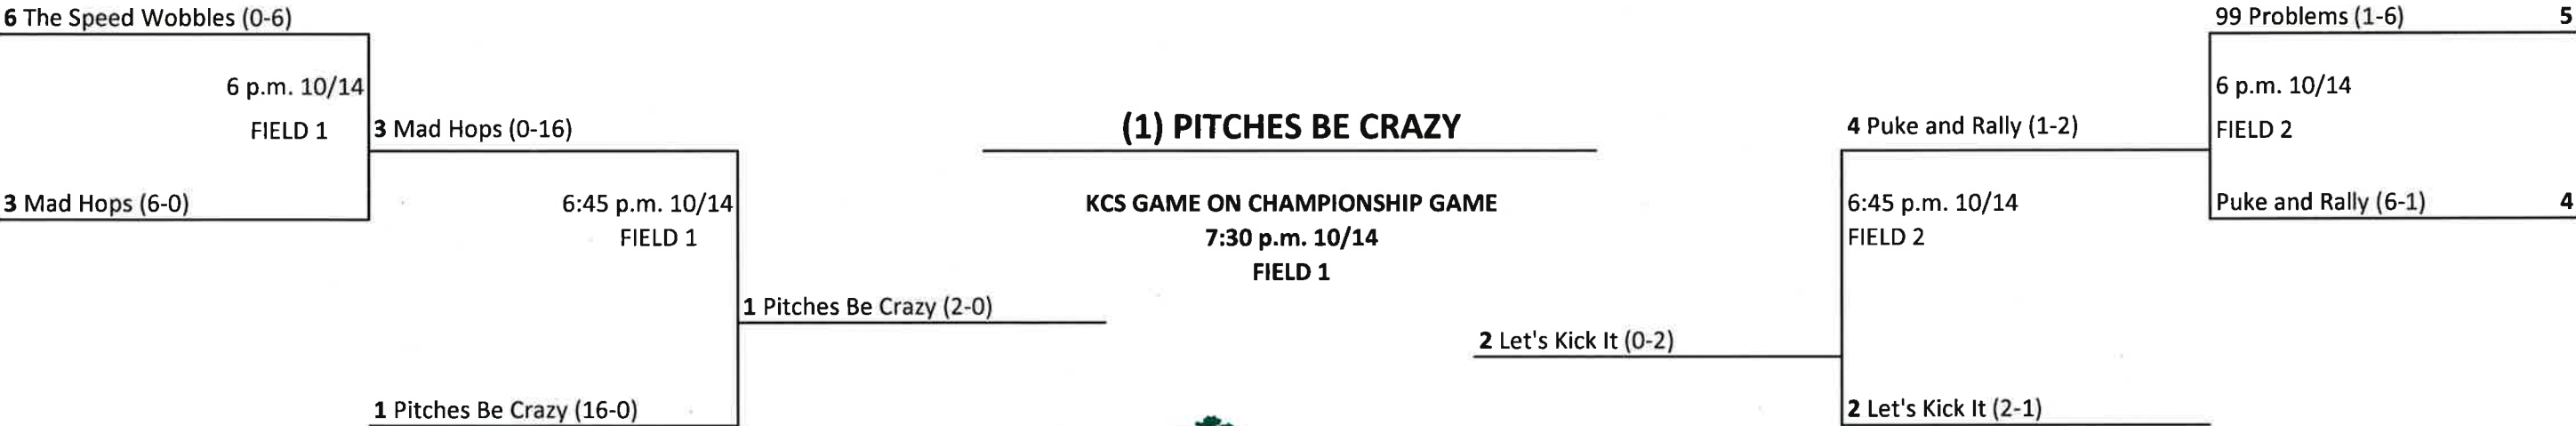 6 The Speed Wobbles (0-6)
6 p.m. 10/14
FIELD 1
3 Mad Hops (6-0)
3 Mad Hops (0-16)
6:45 p.m. 10/14
FIELD 1
1 Pitches Be Crazy (16-0)
1 Pitches Be Crazy (2-0)
(1) PITCHES BE CRAZY
KCS GAME ON CHAMPIONSHIP GAME
7:30 p.m. 10/14
FIELD 1
2 Let's Kick It (0-2)
4 Puke and Rally (1-2)
6:45 p.m. 10/14
FIELD 2
2 Let's Kick It (2-1)
99 Problems (1-6) 5
6 p.m. 10/14
FIELD 2
Puke and Rally (6-1) 4